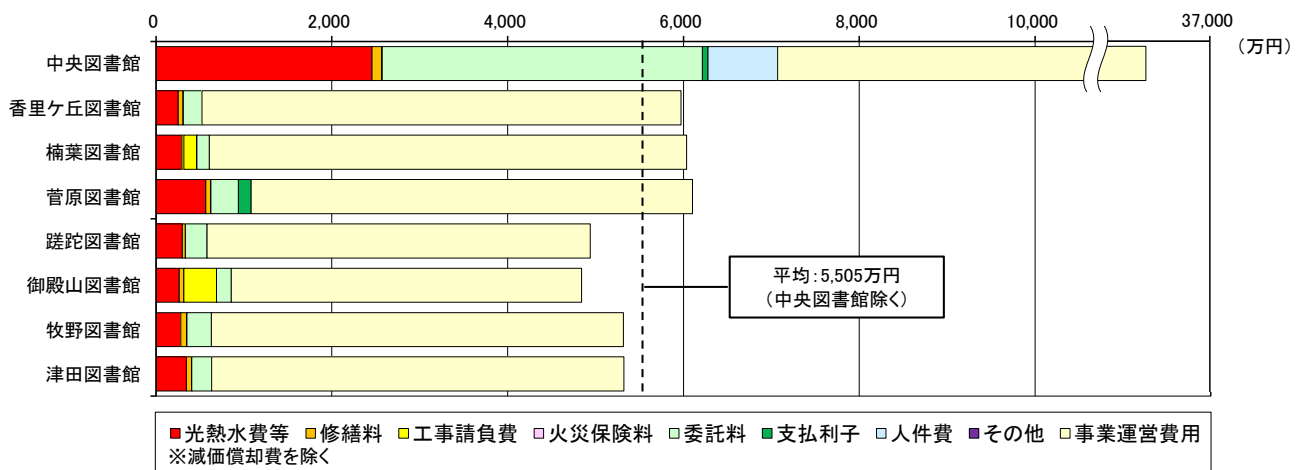 0 2,000 4,000 6,000 8,000 10,000 37,000
(万円)
中央図書館
香里ケ丘図書館
楠葉図書館
菅原図書館
蹉跎図書館
御殿山図書館
牧野図書館
津田図書館
平均:5,505万円
(中央図書館除く)
光熱水費等 修繕料 工事請負費 火災保険料 委託料 支払利子 人件費 その他 事業運営費用
※減価償却費を除く